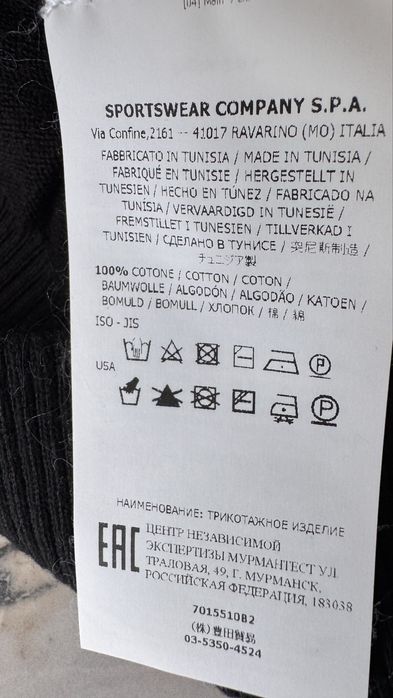 SPORTSWEAR COMPANY S.P.A.
Via Confine,2161 -- 41017 RAVARINO (MO) ITALIA
FABBRICATO IN TUNISIA / MADE IN TUNISIA /
FABRIQUÉ EN TUNISIE / HERGESTELLT IN
TUNESIEN / HECHO EN TÚNEZ / FABRICADO NA
TUNÍSIA / VERVAARDIGD IN TUNESIË /
FREMSTILLET I TUNESIEN / TILLVERKAD I
TUNISIEN / СДЕЛАНО В ТУНИСЕ / 突尼斯制造 /
チュニジア製
100% COTONE / COTTON / COTON /
BAUMWOLLE / ALGODÓN / ALGODÃO / KATOEN /
BOMULD / BOMULL / ХЛОПОК / 棉 / 綿
ISO - JIS
USA
НАИМЕНОВАНИЕ: ТРИКОТАЖНОЕ ИЗДЕЛИЕ
EAC
ЦЕНТР НЕЗАВИСИМОЙ
ЭКСПЕРТИЗЫ МУРМАНТЕСТ УЛ.
ТРАЛОВАЯ, 49, Г. МУРМАНСК,
РОССИЙСКАЯ ФЕДЕРАЦИЯ, 183038
7015510B2
(株) 豊田貿易
03-5350-4524